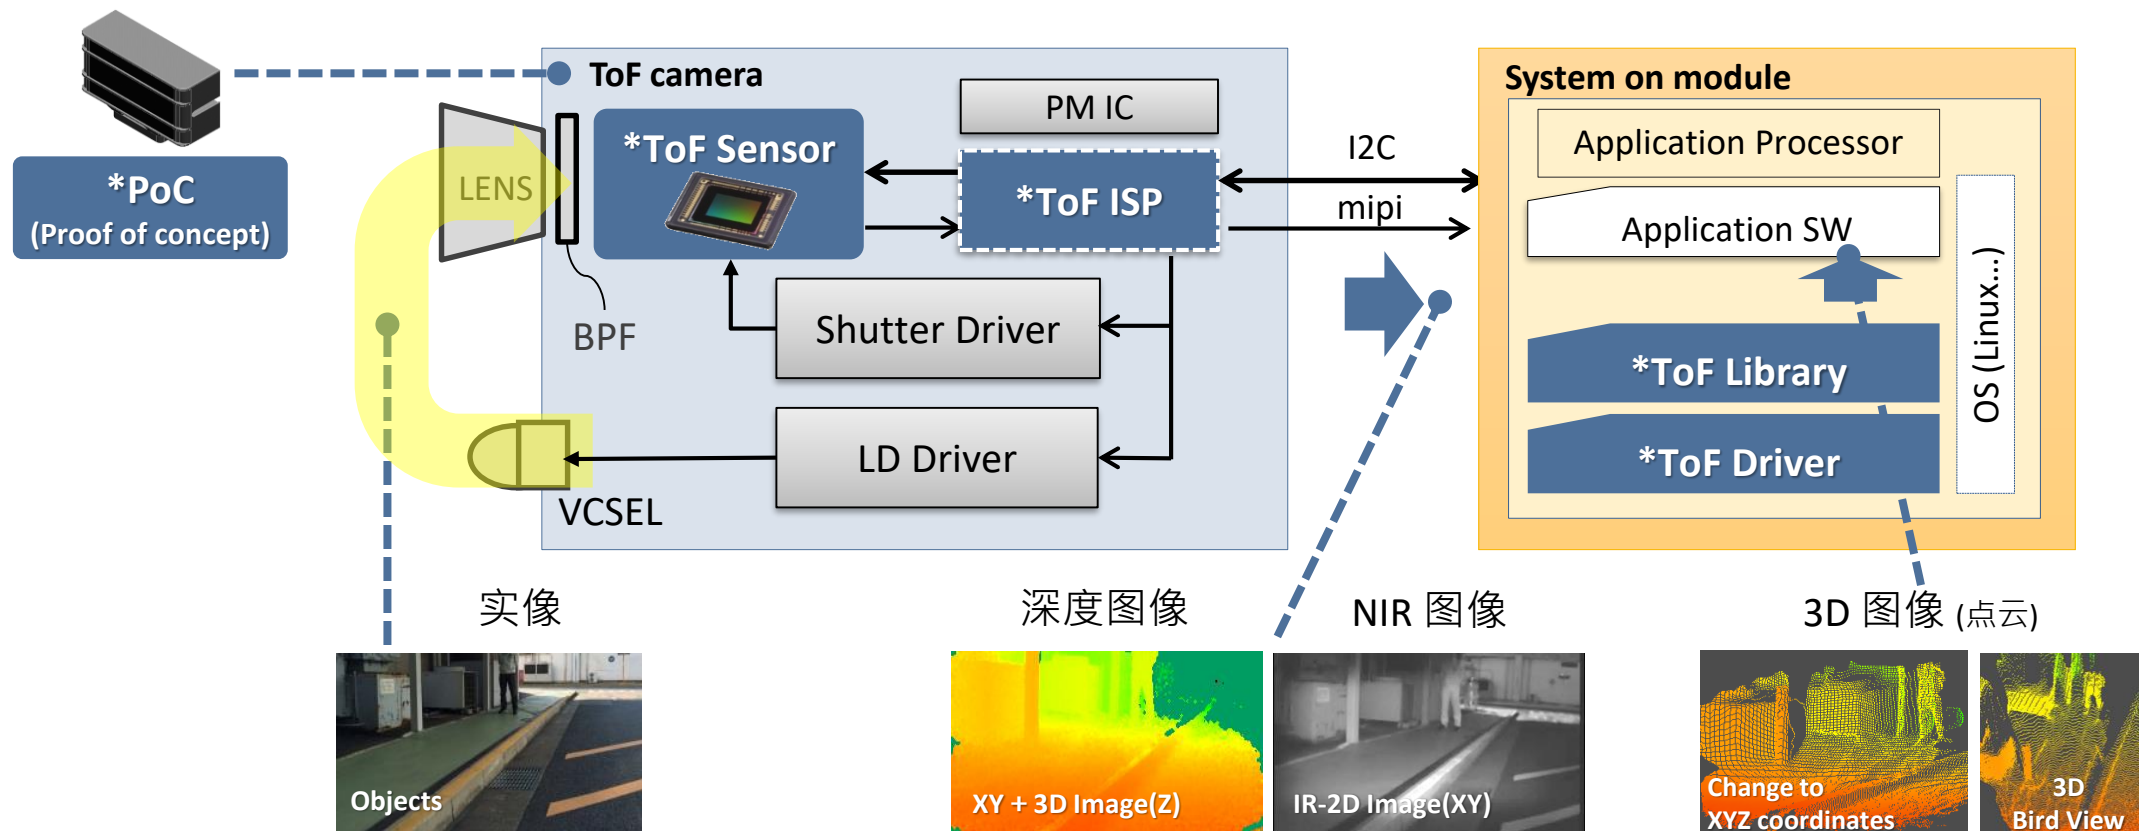 ToF camera
System on module
PM IC
Application Processor
*ToF Sensor
I2C
*PoC
(Proof of concept)
LENS
*ToF ISP
mipi
Application SW
BPF
Shutter Driver
*ToF Library
OS (Linux...)
LD Driver
*ToF Driver
VCSEL
实像
深度图像
NIR 图像
3D 图像 (点云)
Objects
XY + 3D Image(Z)
IR-2D Image(XY)
Change to
XYZ coordinates
3D
Bird View